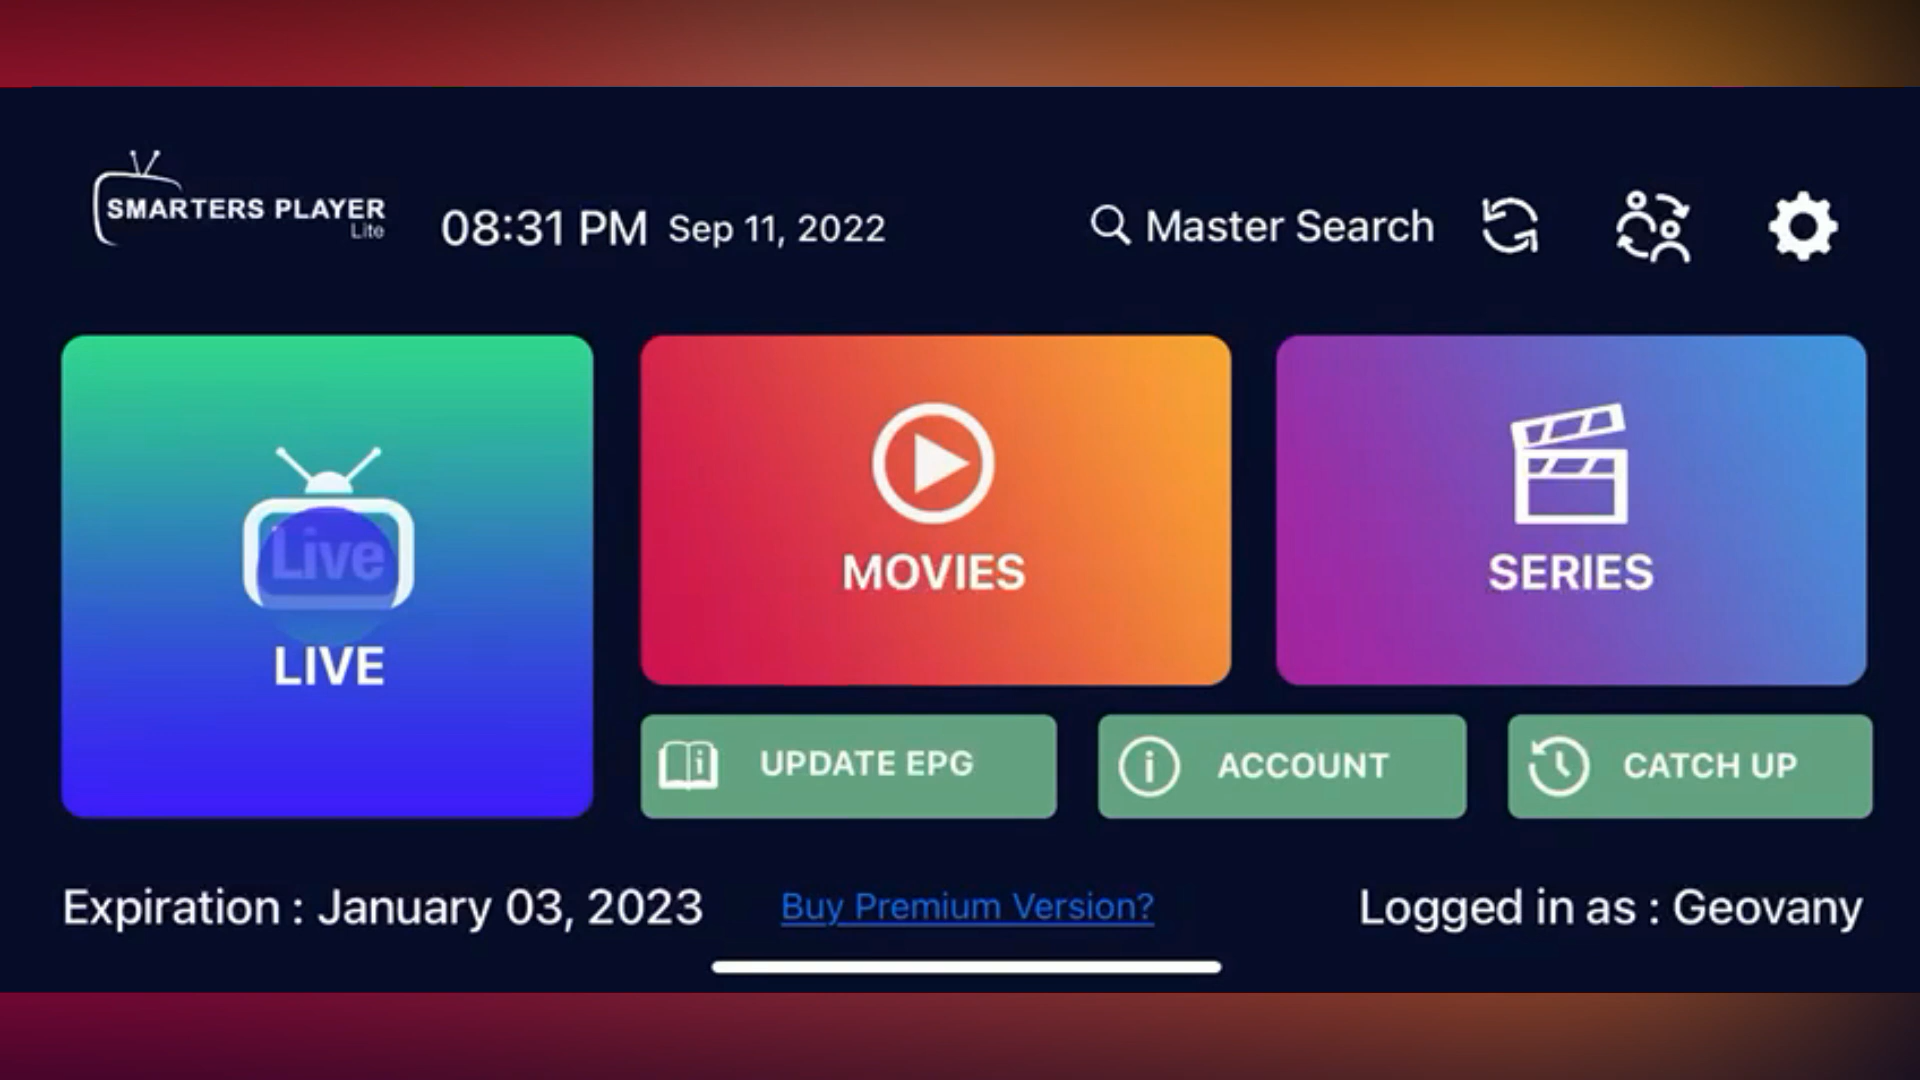 SMARTERS PLAYER
Lite
08:31 PM Sep 11, 2022
Master Search
Live
LIVE
MOVIES
SERIES
UPDATE EPG
ACCOUNT
CATCH UP
Expiration : January 03, 2023
Buy Premium Version?
Logged in as : Geovany